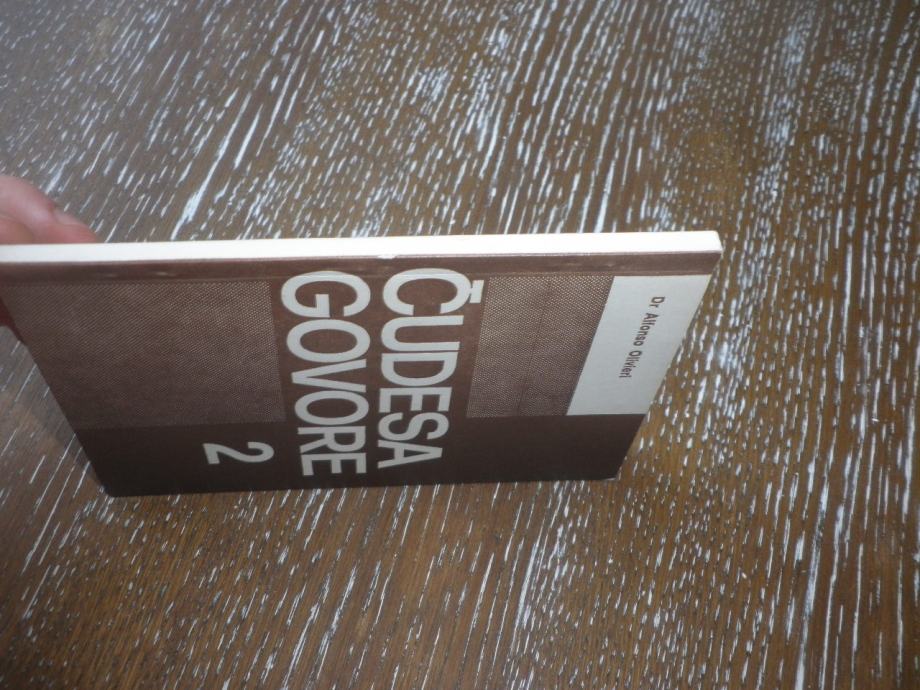 Dr Alfonso Olivieri
ČUDESA
GOVORE
2